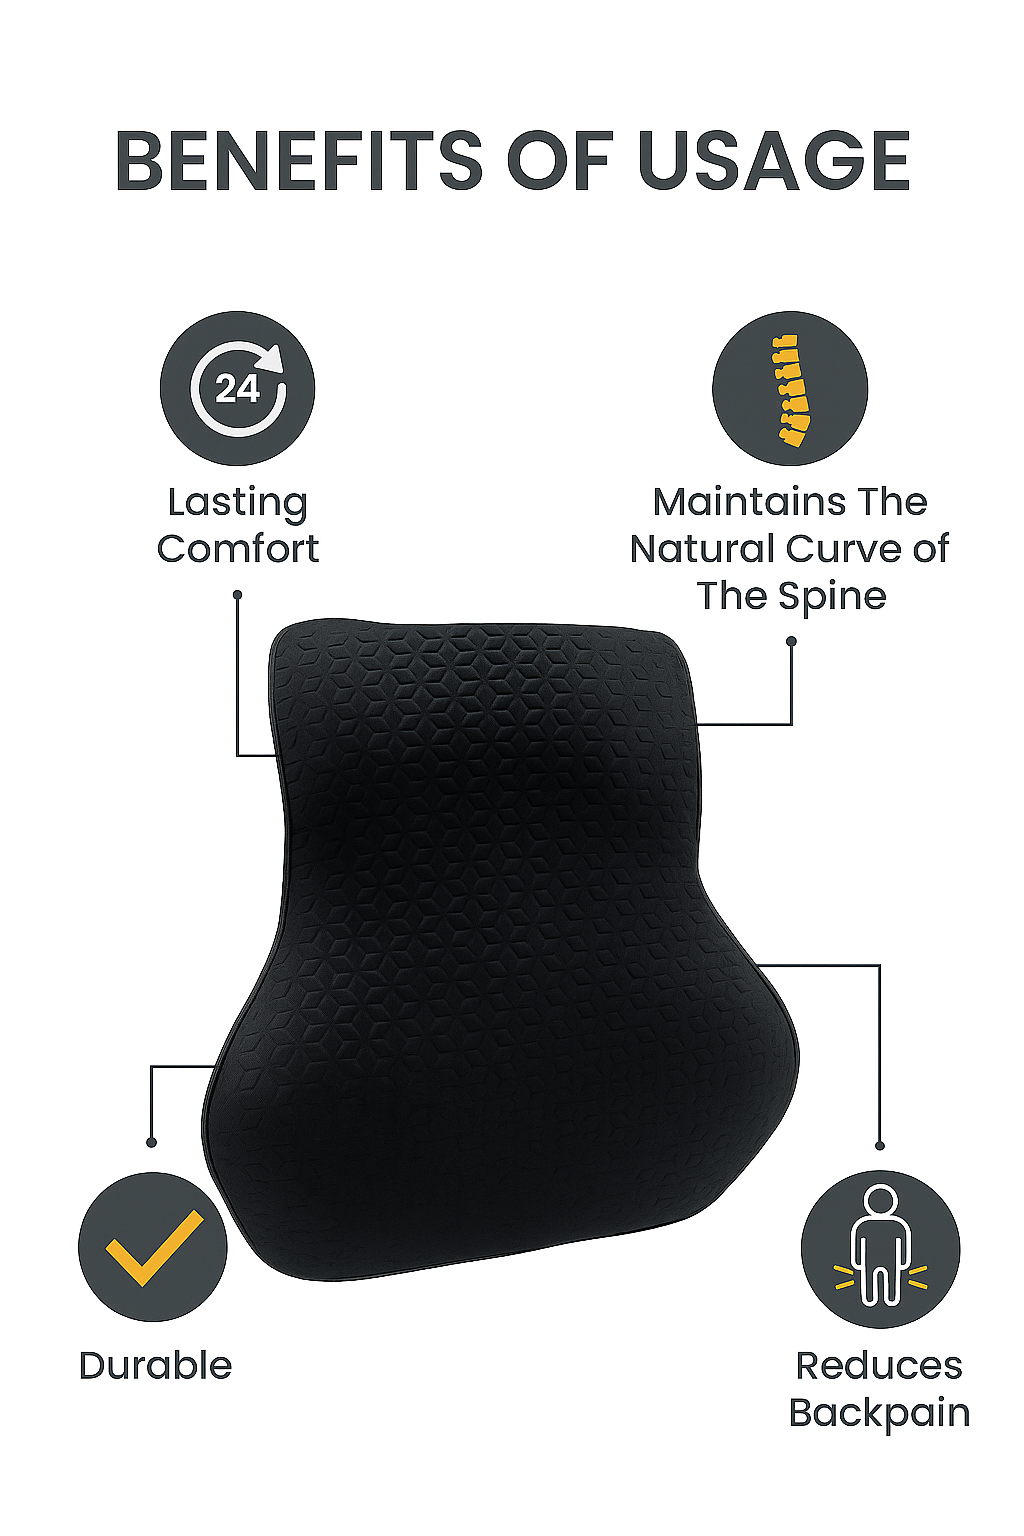 BENEFITS OF USAGE
24
Lasting
Comfort
Maintains The
Natural Curve of
The Spine
Durable
Reduces
Backpain